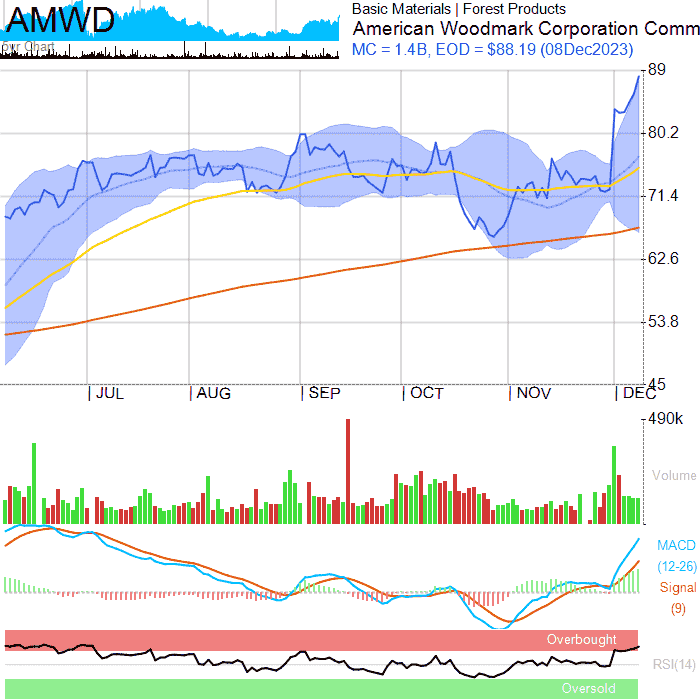 AMWD
your Chart
Basic Materials | Forest Products
American Woodmark Corporation Comm
MC = 1.4B, EOD = $88.19 (08Dec2023)
89
80.2
71.4
62.6
53.8
45
JUL AUG SEP OCT NOV DEC
490k
Volume
MACD
(12-26)
Signal
(9)
Overbought
RSI(14)
Oversold